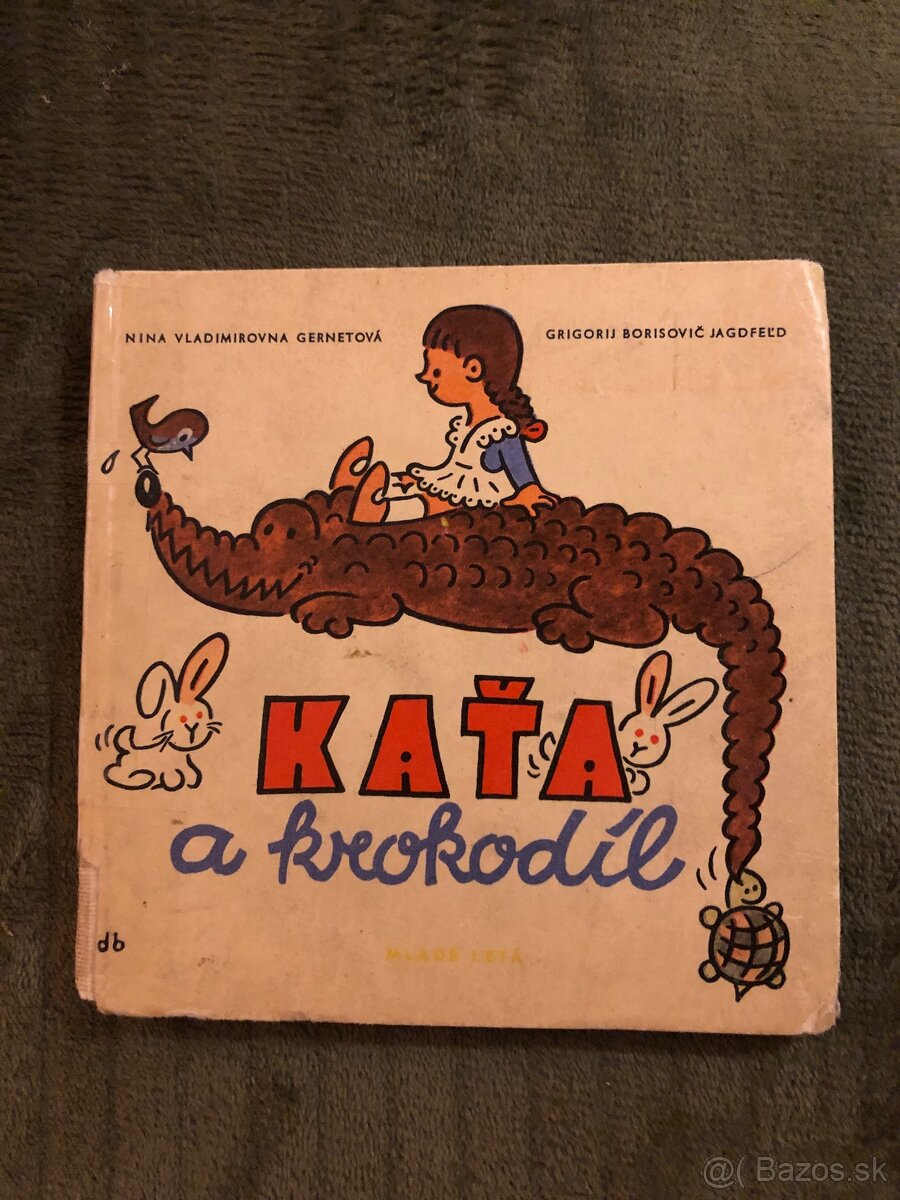 NINA VLADIMIROVNA GERNETOVÁ
GRIGORIJ BORISOVIČ JAGDFEĽD
KAŤA
a krokodíl
db
MLADÉ LETÁ
@( Bazos.sk